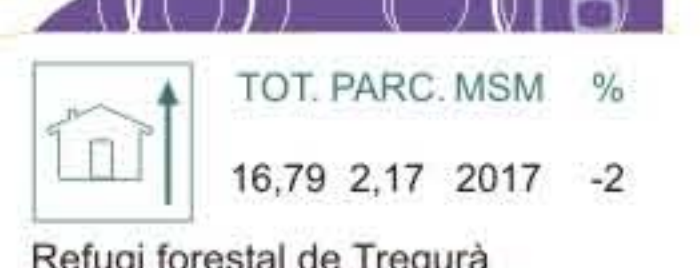 TOT. PARC. MSM %
16,79 2,17 2017 -2
Refugi forestal de Tregurà